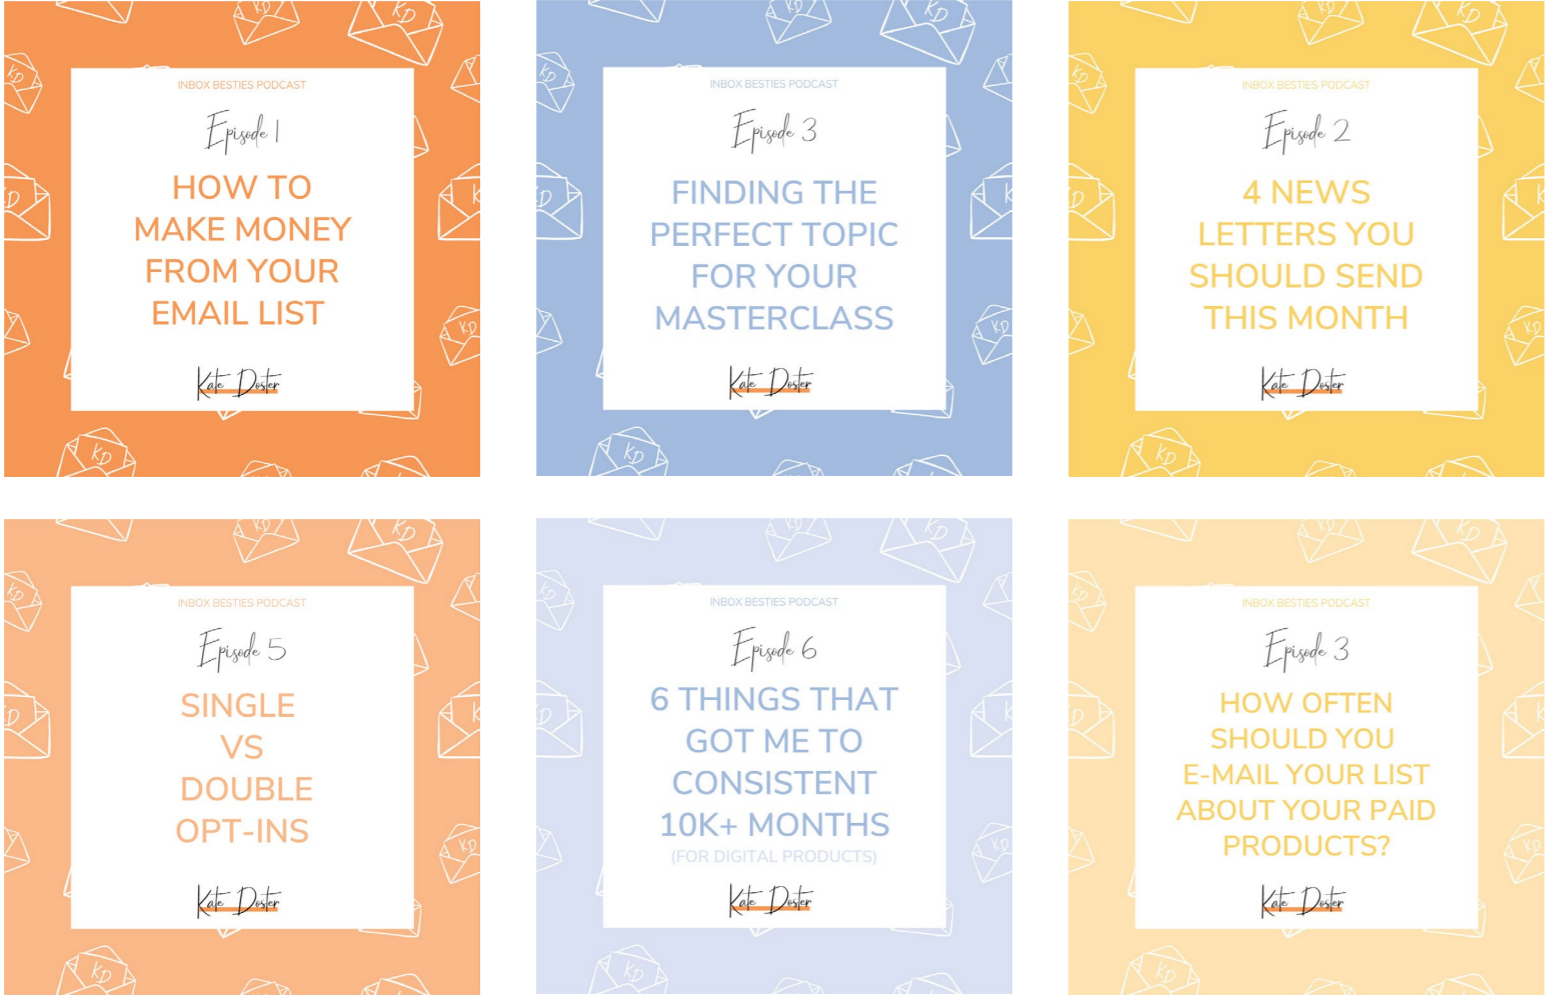 INBOX BESTIES PODCAST
Episode 1
HOW TO
MAKE MONEY
FROM YOUR
EMAIL LIST
Kate Doster
INBOX BESTIES PODCAST
Episode 3
FINDING THE
PERFECT TOPIC
FOR YOUR
MASTERCLASS
Kate Doster
INBOX BESTIES PODCAST
Episode 2
4 NEWS
LETTERS YOU
SHOULD SEND
THIS MONTH
Kate Doster
INBOX BESTIES PODCAST
Episode 5
SINGLE
VS
DOUBLE
OPT-INS
Kate Doster
INBOX BESTIES PODCAST
Episode 6
6 THINGS THAT
GOT ME TO
CONSISTENT
10K+ MONTHS
(FOR DIGITAL PRODUCTS)
Kate Doster
INBOX BESTIES PODCAST
Episode 3
HOW OFTEN
SHOULD YOU
E-MAIL YOUR LIST
ABOUT YOUR PAID
PRODUCTS?
Kate Doster